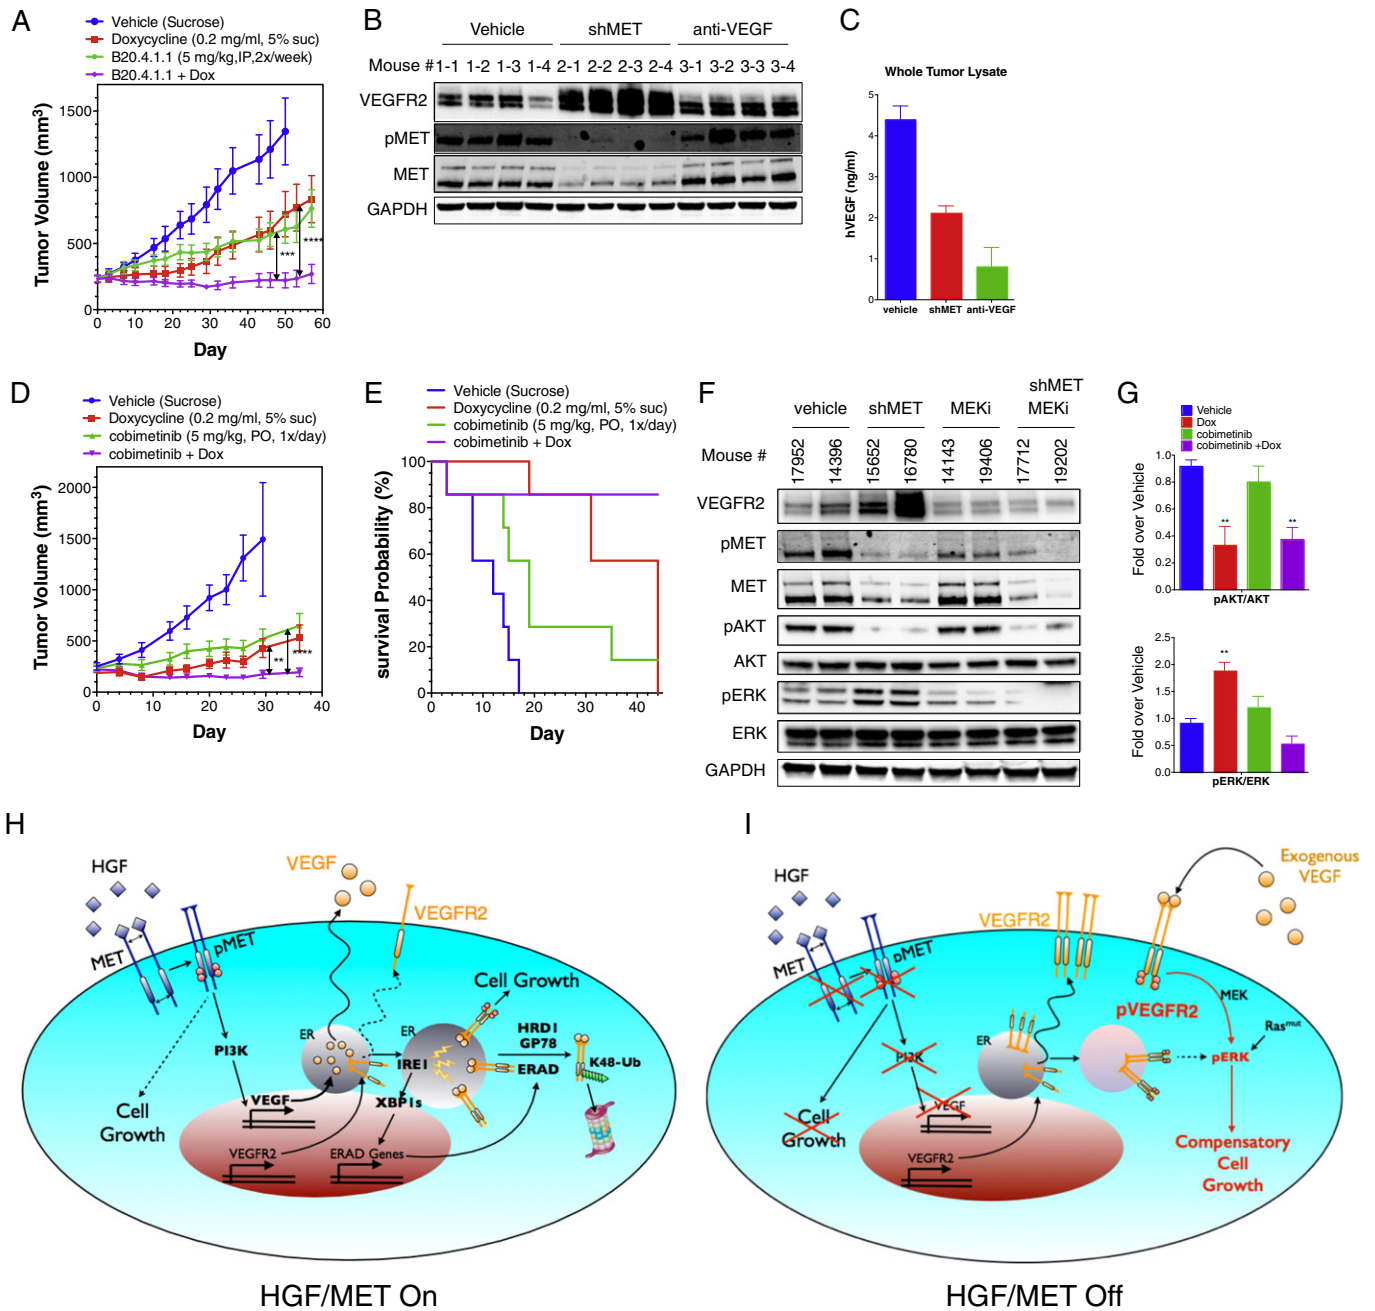 A
Vehicle (Sucrose)
Doxycycline (0.2 mg/ml, 5% suc)
B20.4.1.1 (5 mg/kg,IP,2x/week)
B20.4.1.1 + Dox
Tumor Volume (mm3)
1500
1000
500
0
0 10 20 30 40 50 60
Day
***
****
B
Vehicle shMET anti-VEGF
Mouse # 1-1 1-2 1-3 1-4 2-1 2-2 2-3 2-4 3-1 3-2 3-3 3-4
VEGFR2
pMET
MET
GAPDH
C
Whole Tumor Lysate
hVEGF (ng/ml)
5
4
3
2
1
0
vehicle shMET anti-VEGF
D
Vehicle (Sucrose)
Doxycycline (0.2 mg/ml, 5% suc)
cobimetinib (5 mg/kg, PO, 1x/day)
cobimetinib + Dox
Tumor Volume (mm3)
2000
1500
1000
500
0
0 10 20 30 40
Day
**
****
E
Vehicle (Sucrose)
Doxycycline (0.2 mg/ml, 5% suc)
cobimetinib (5 mg/kg, PO, 1x/day)
cobimetinib + Dox
survival Probability (%)
100
80
60
40
20
0
0 10 20 30 40
Day
F
vehicle shMET MEKi shMET MEKi
Mouse #
17952 14396 15652 16780 14143 19406 17712 19202
VEGFR2
pMET
MET
pAKT
AKT
pERK
ERK
GAPDH
G
Vehicle
Dox
cobimetinib
cobimetinib +Dox
Fold over Vehicle
1.0
0.8
0.6
0.4
0.2
0.0
** **
pAKT/AKT
Fold over Vehicle
2.5
2.0
1.5
1.0
0.5
0.0
**
pERK/ERK
H
HGF
VEGF
VEGFR2
MET
pMET
Cell Growth
ER
ER
HRD1
GP78
PI3K
IRE1
ERAD
K48-Ub
VEGF
XBP1s
Cell
Growth
VEGFR2
ERAD Genes
HGF/MET On
I
HGF
Exogenous
VEGF
VEGFR2
MET
pMET
pVEGFR2
MEK
Rasmut
ER
PI3K
pERK
VEGF
Cell
Growth
VEGFR2
Compensatory
Cell
Growth
HGF/MET Off